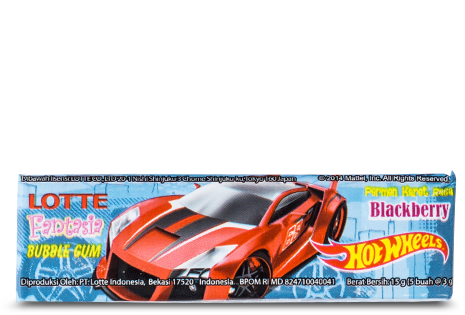 Dibawah lisensi LOTTE CO., LTD 20-1 Nishi Shinjuku 3 Chome Shinjuku-ku, Tokyo 160 Japan
© 2014 Mattel, Inc. All Rights Reserved.
LOTTE
Fantasia
BUBBLE GUM
Permen Karet Rasa
Blackberry
HOT WHEELS
Diproduksi Oleh: PT. Lotte Indonesia, Bekasi 17520 Indonesia. BPOM RI MD 824710040041
Berat Bersih: 15 g (5 buah @ 3 g